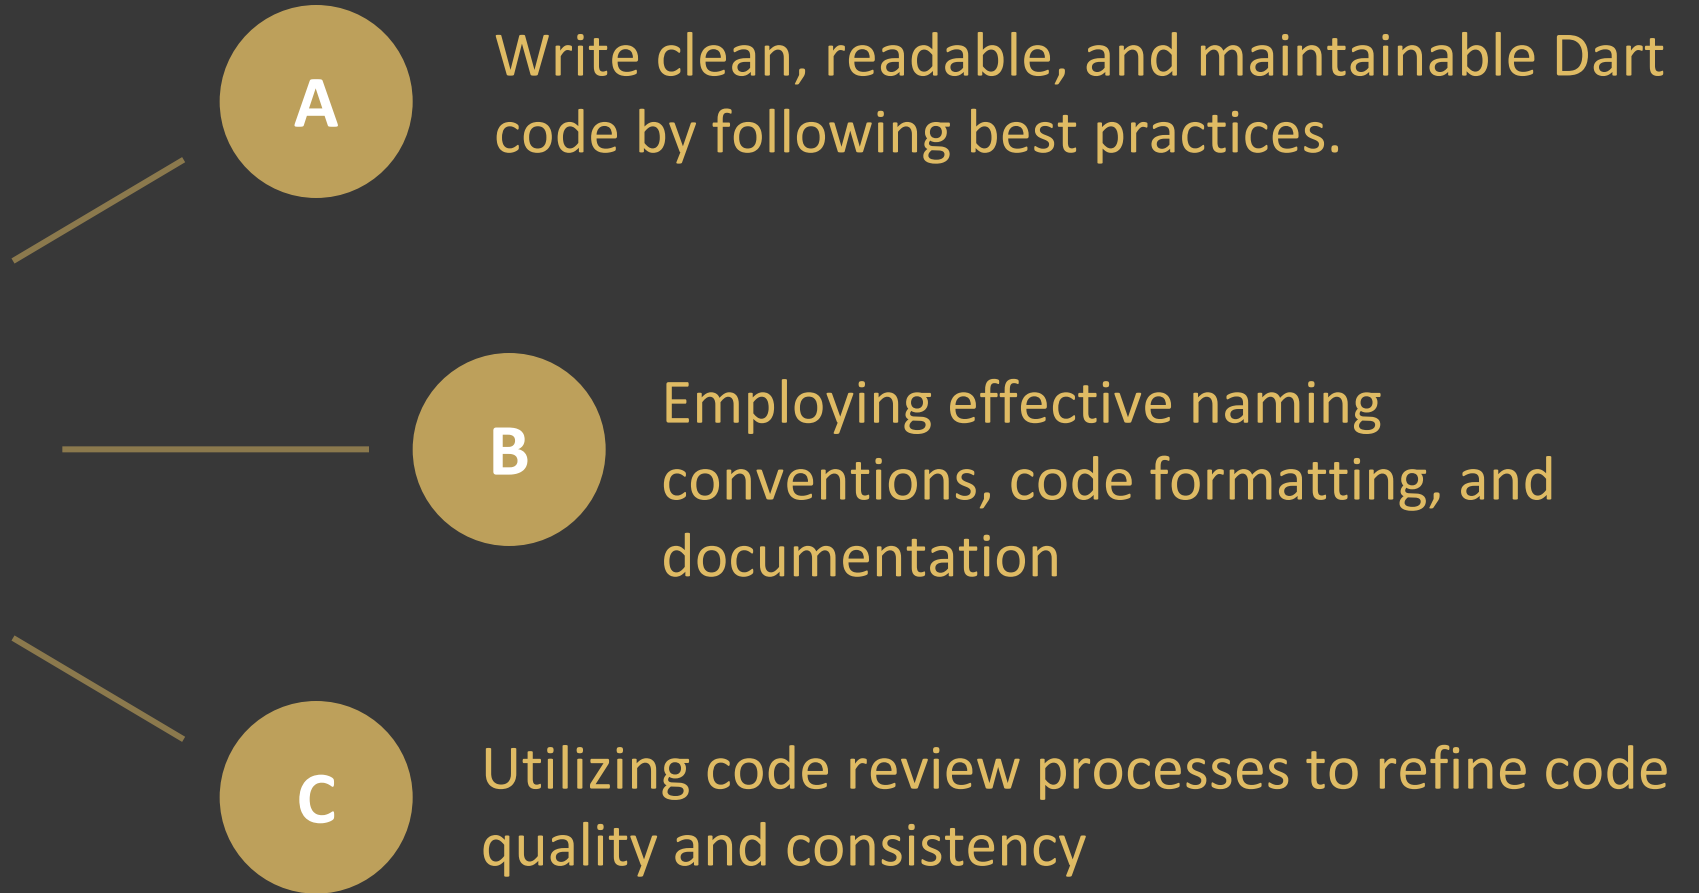 A
Write clean, readable, and maintainable Dart
code by following best practices.
B
Employing effective naming
conventions, code formatting, and
documentation
C
Utilizing code review processes to refine code
quality and consistency